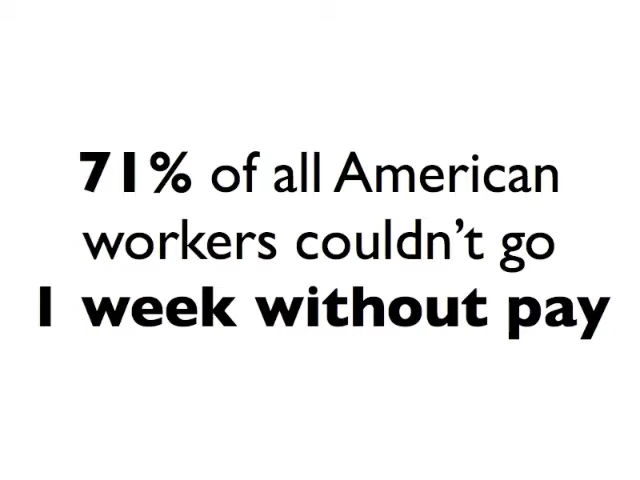 71% of all American
workers couldn’t go
1 week without pay